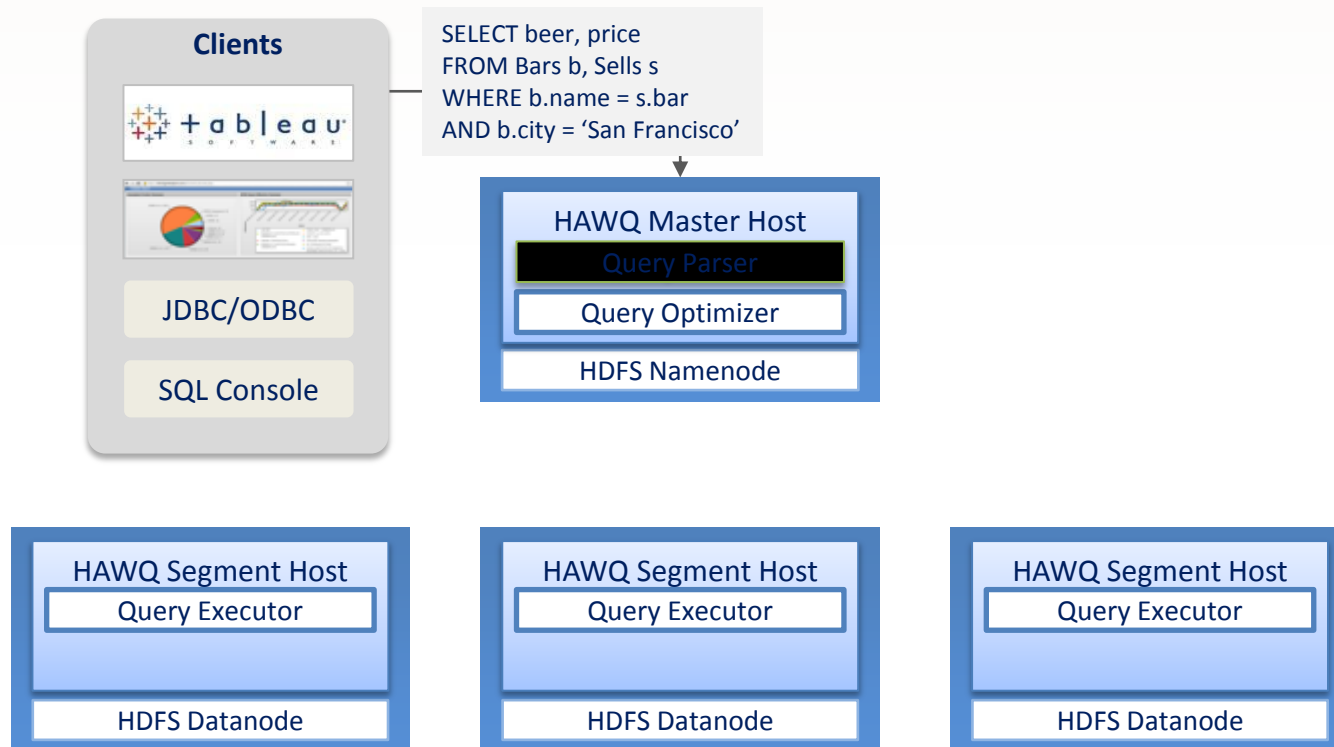 Clients
+ a b l e a u
S O F T W A R E
JDBC/ODBC
SQL Console
SELECT beer, price
FROM Bars b, Sells s
WHERE b.name = s.bar
AND b.city = ‘San Francisco’
HAWQ Master Host
Query Parser
Query Optimizer
HDFS Namenode
HAWQ Segment Host
Query Executor
HDFS Datanode
HAWQ Segment Host
Query Executor
HDFS Datanode
HAWQ Segment Host
Query Executor
HDFS Datanode